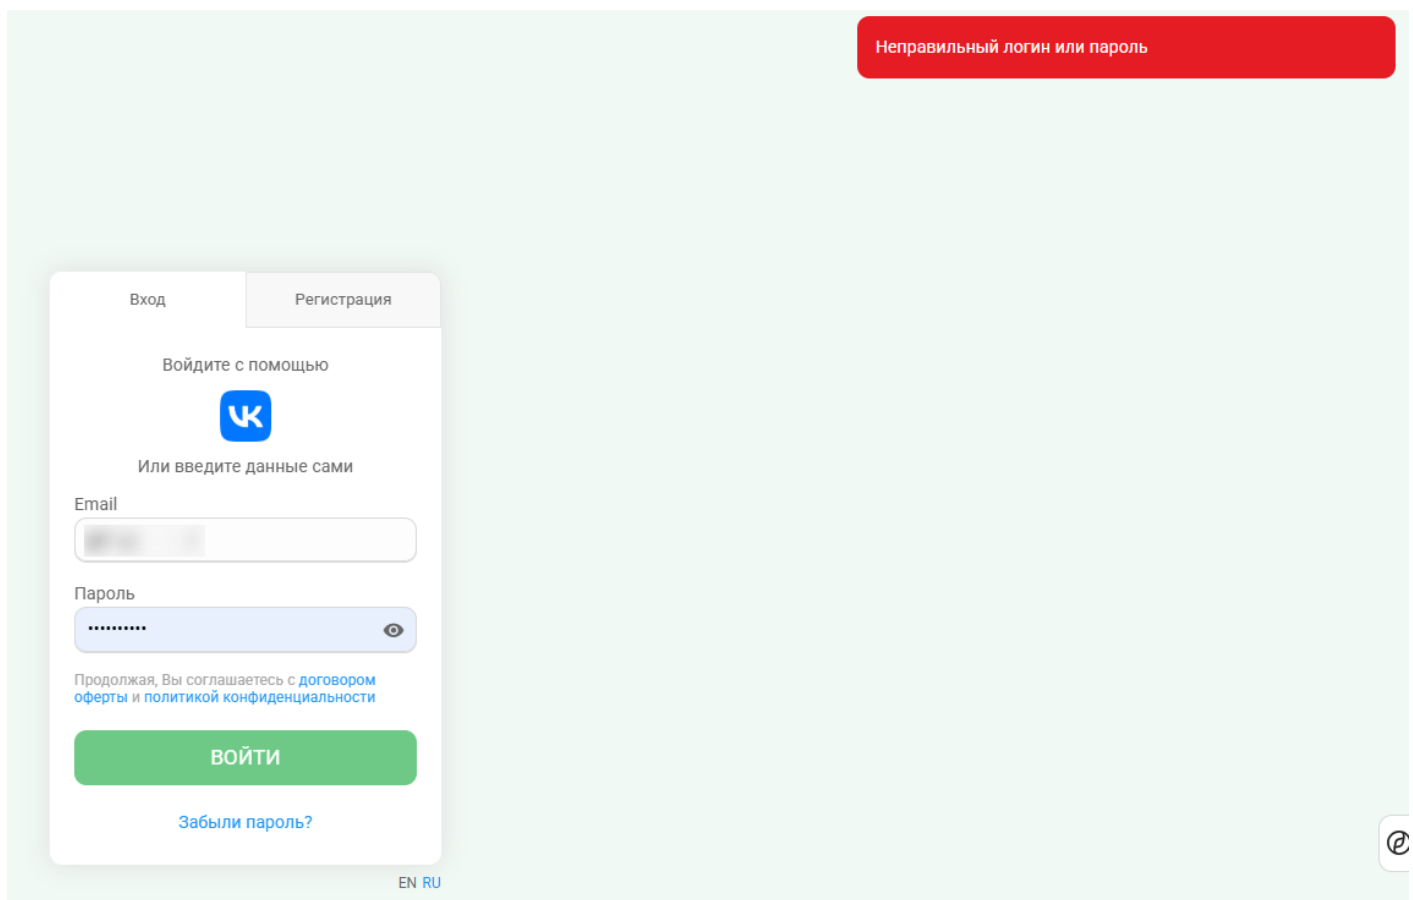 Неправильный логин или пароль
Вход
Регистрация
Войдите с помощью
Или введите данные сами
Email
Пароль
••••••••••
Продолжая, Вы соглашаетесь с договором
оферты и политикой конфиденциальности
ВОЙТИ
Забыли пароль?
EN RU